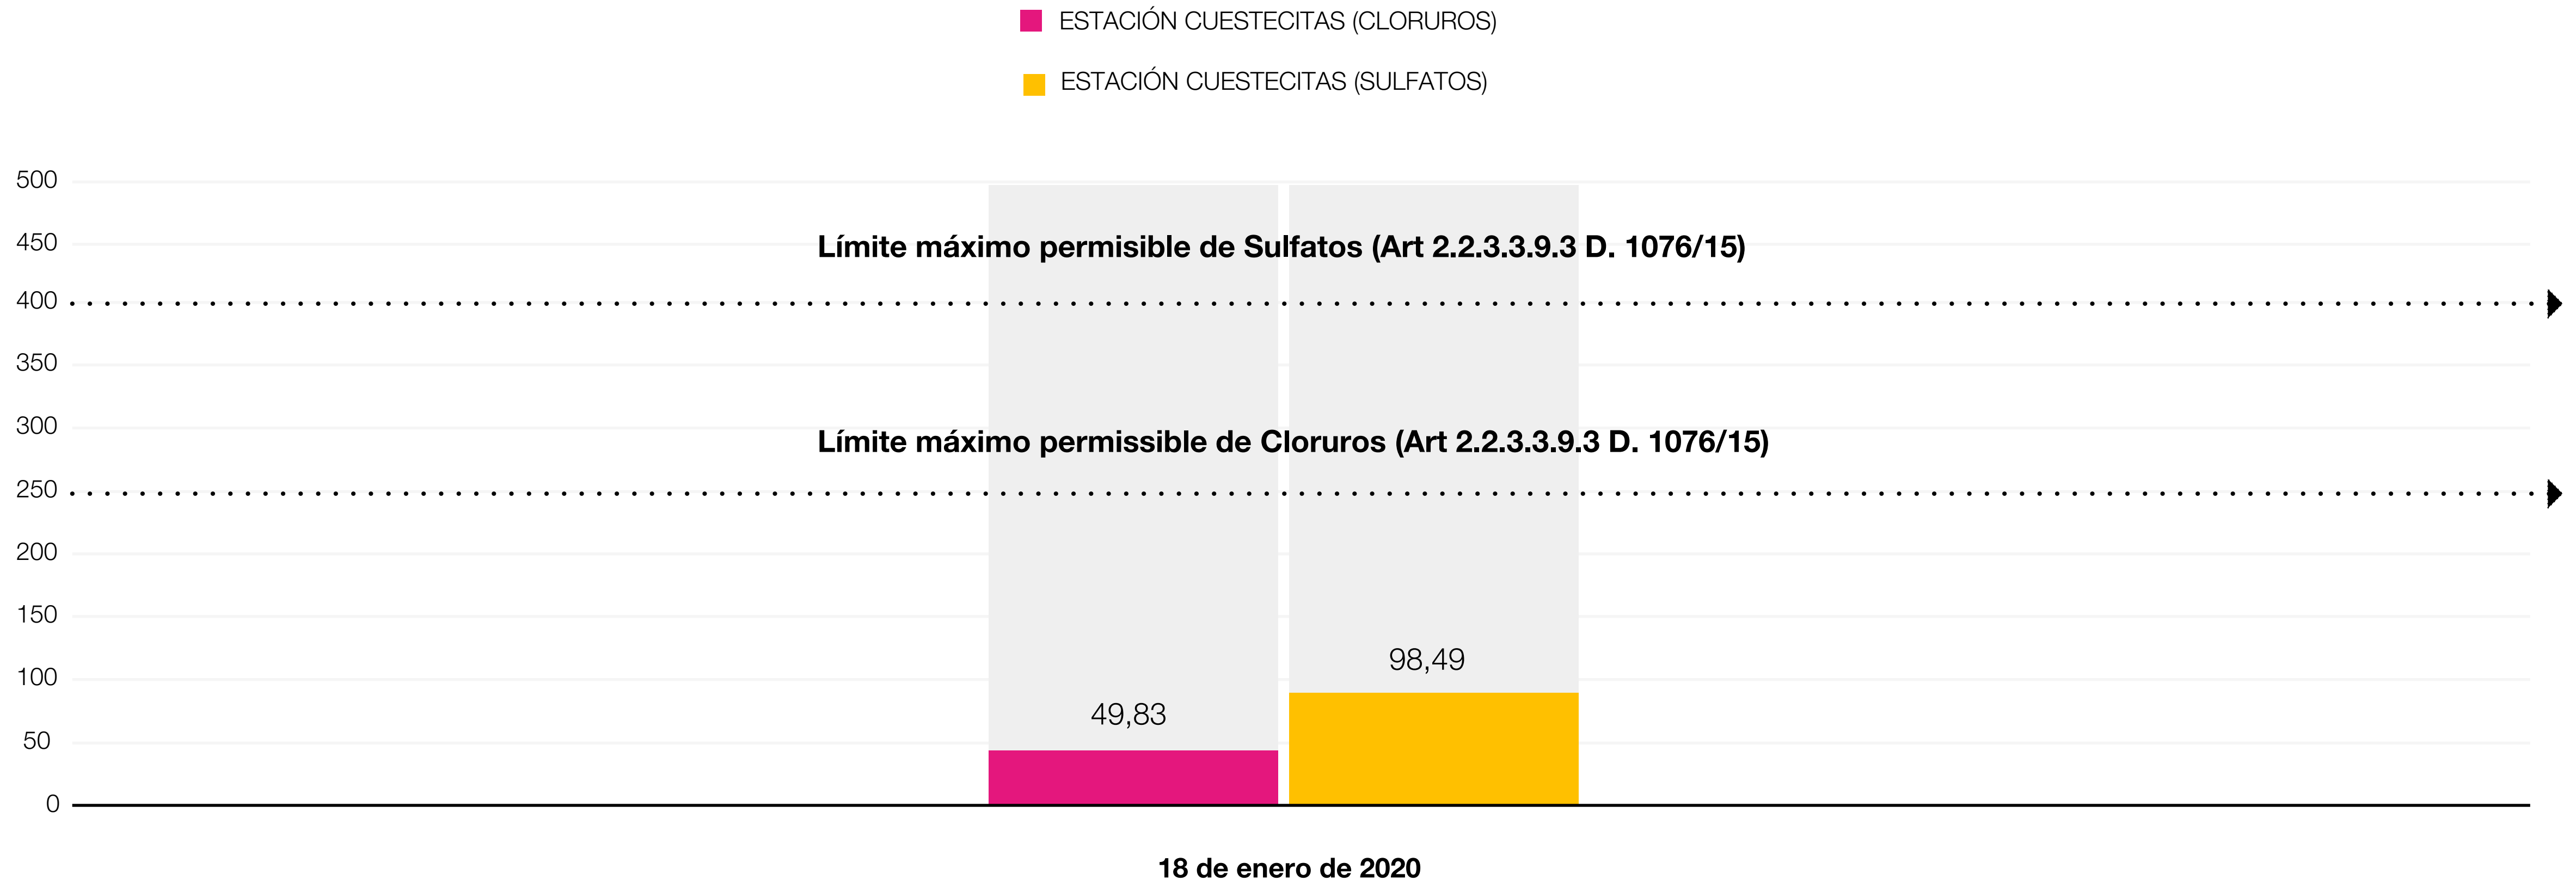 ESTACIÓN CUESTECITAS (CLORUROS)
ESTACIÓN CUESTECITAS (SULFATOS)
500
450
Límite máximo permisible de Sulfatos (Art 2.2.3.3.9.3 D. 1076/15)
400
350
300
Límite máximo permissible de Cloruros (Art 2.2.3.3.9.3 D. 1076/15)
250
200
150
100
98,49
49,83
50
0
18 de enero de 2020